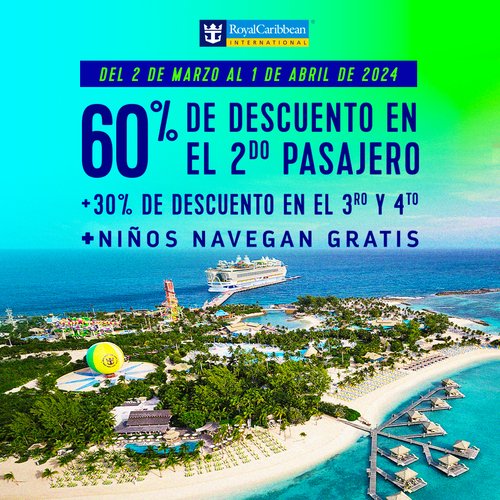 RoyalCaribbean®
INTERNATIONAL
DEL 2 DE MARZO AL 1 DE ABRIL DE 2024
60% DE DESCUENTO EN
EL 2DO PASAJERO
+30% DE DESCUENTO EN EL 3RO Y 4TO
+NIÑOS NAVEGAN GRATIS